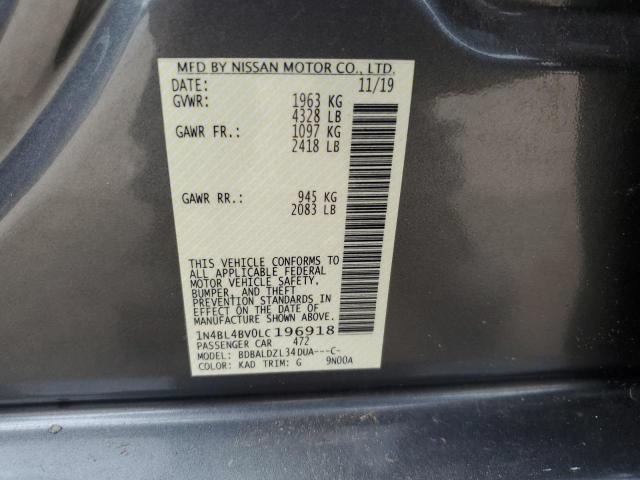 MFD BY NISSAN MOTOR CO., LTD.
DATE: 11/19
GVWR: 1963 KG
4328 LB
GAWR FR.: 1097 KG
2418 LB
GAWR RR.: 945 KG
2083 LB
THIS VEHICLE CONFORMS TO
ALL APPLICABLE FEDERAL
MOTOR VEHICLE SAFETY,
BUMPER, AND THEFT
PREVENTION STANDARDS IN
EFFECT ON THE DATE OF
MANUFACTURE SHOWN ABOVE.
1N4BL4BV0LC196918
PASSENGER CAR 472
MODEL: BDBALDZL34DUA---C-
COLOR: KAD TRIM: G 9N00A